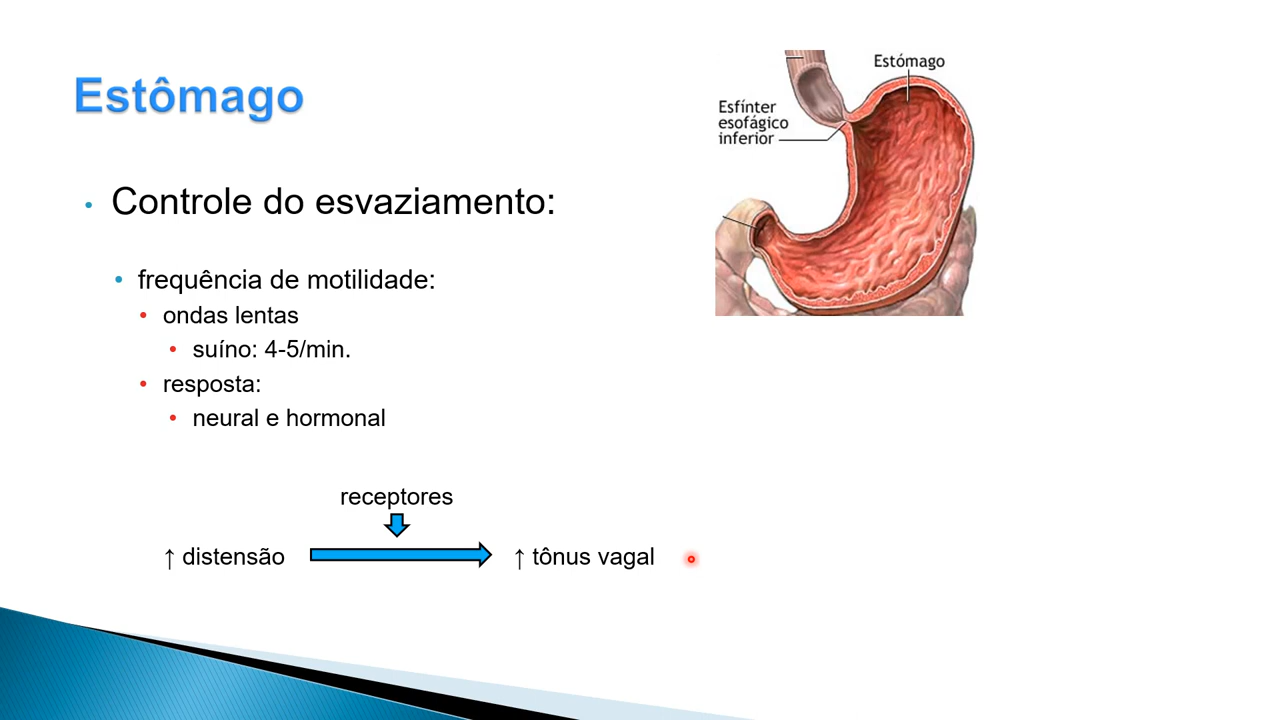 Estômago
Estómago
Esfínter
esofágico
inferior
• Controle do esvaziamento:
• frequência de motilidade:
• ondas lentas
• suíno: 4-5/min.
• resposta:
• neural e hormonal
receptores
↑ distensão ↑ tônus vagal